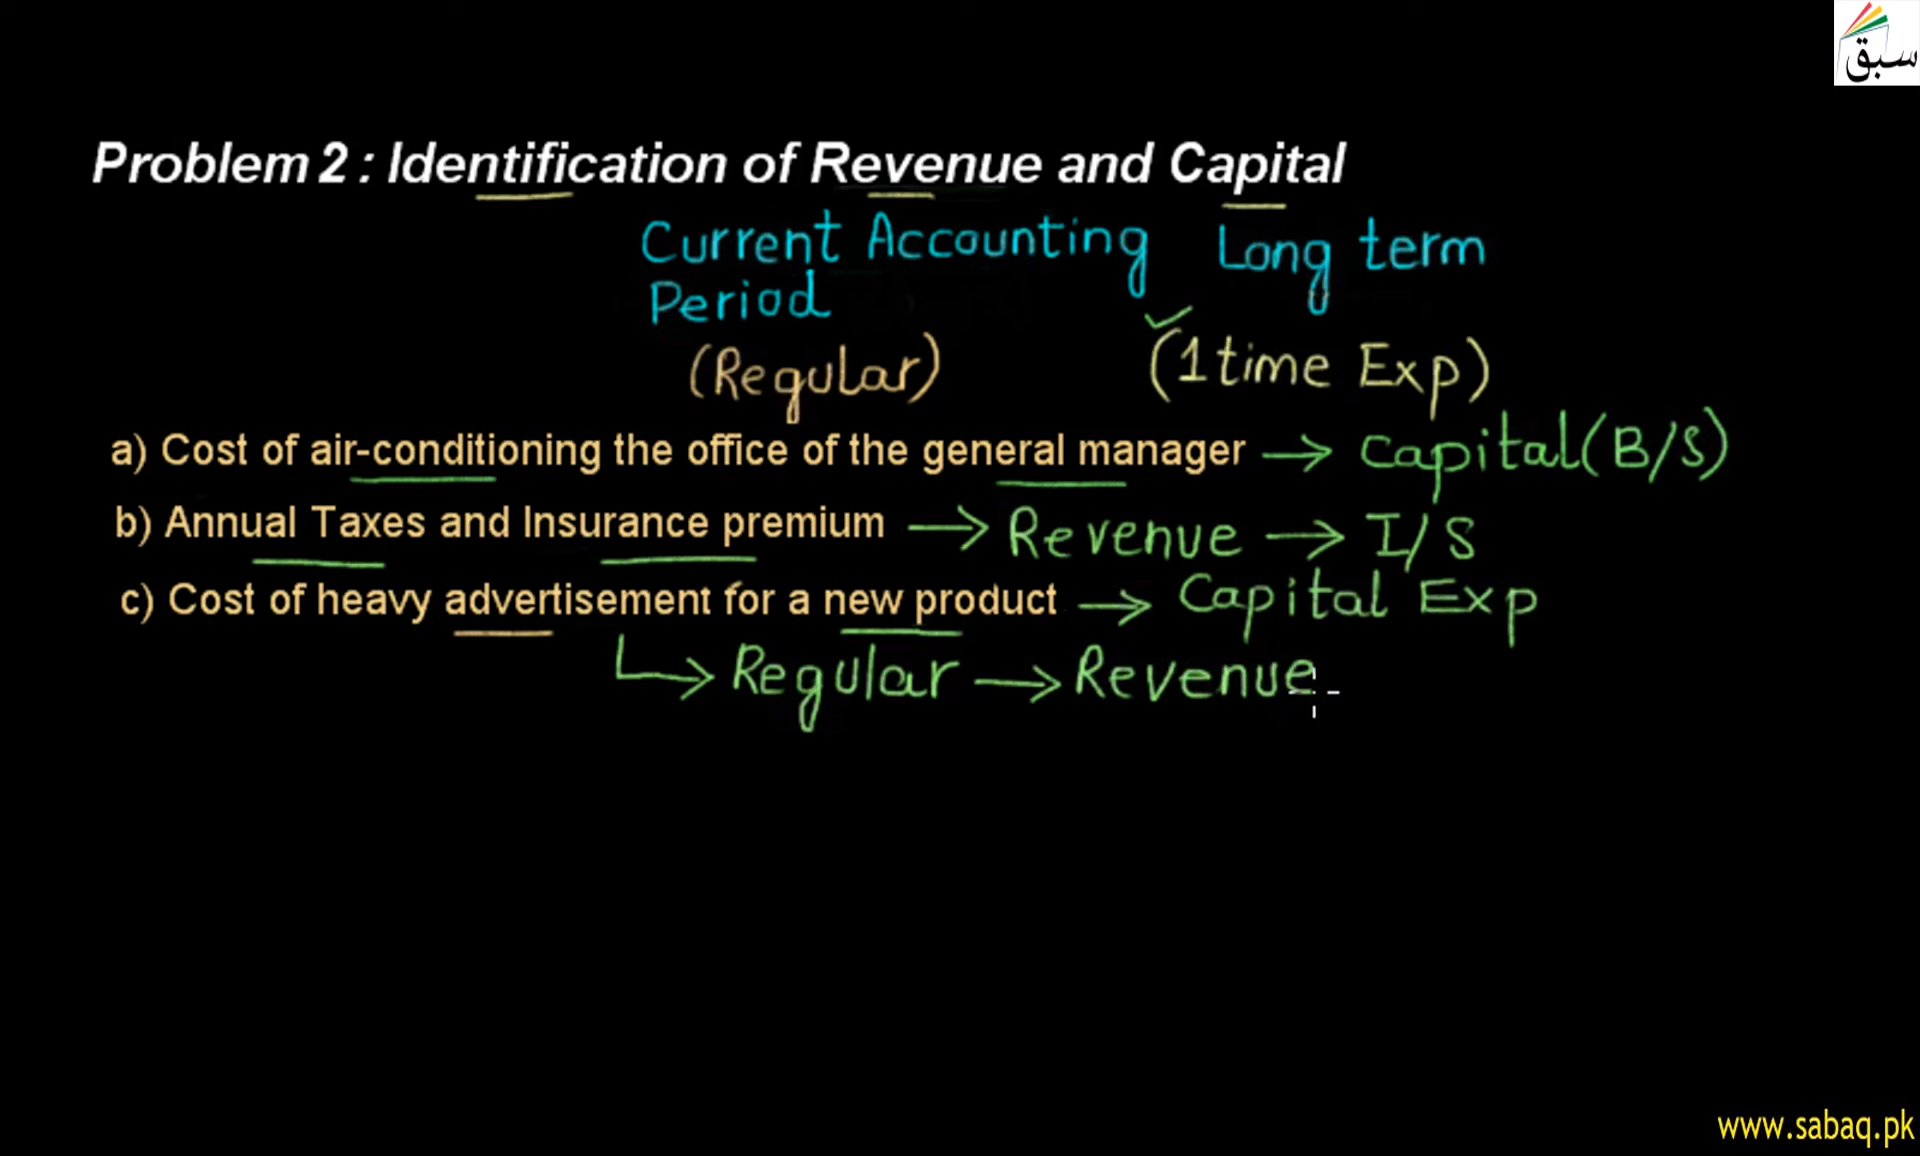 سبق
Problem 2 : Identification of Revenue and Capital
Current Accounting Period
Long term
(Regular)
(1 time Exp)
a) Cost of air-conditioning the office of the general manager → Capital (B/S)
b) Annual Taxes and Insurance premium → Revenue → I/S
c) Cost of heavy advertisement for a new product → Capital Exp
↳ Regular → Revenue
www.sabaq.pk